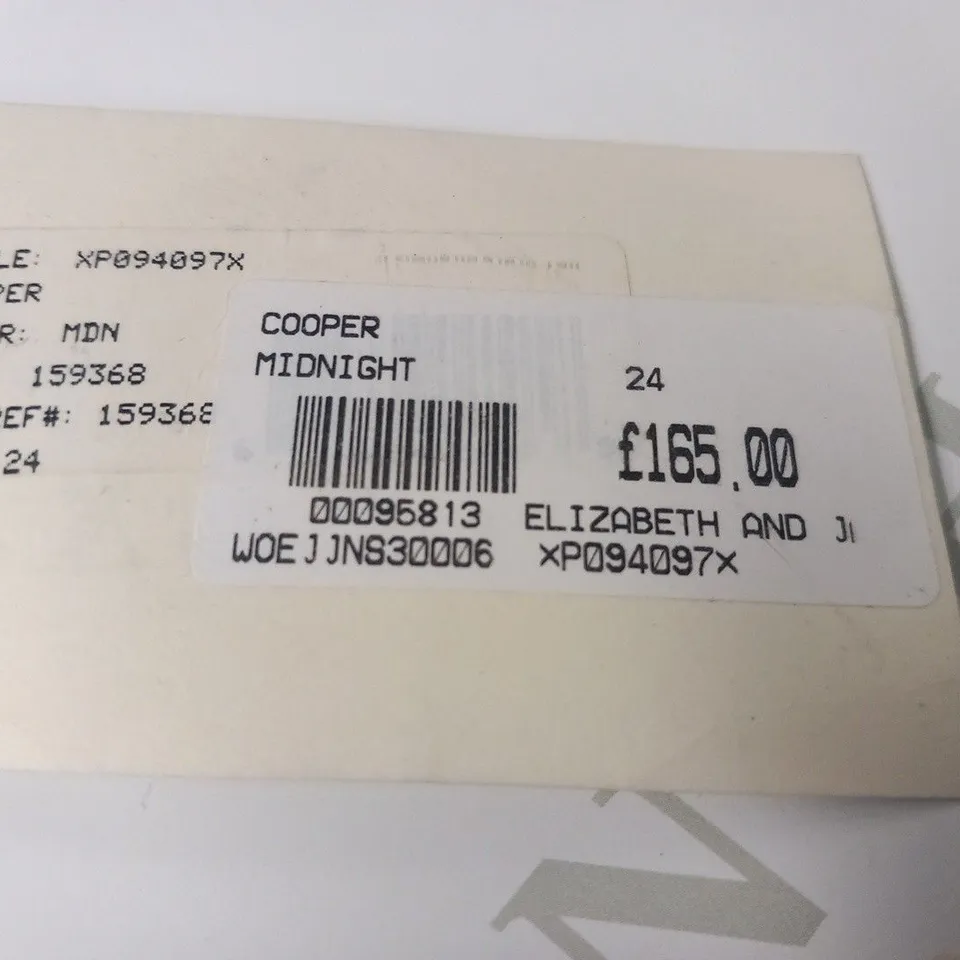 LE: XP094097X
PER
R: MDN
159368
EF#: 159368
24
COOPER
MIDNIGHT
24
£165.00
00095813 ELIZABETH AND
WOEJJNS30006 XP094097X